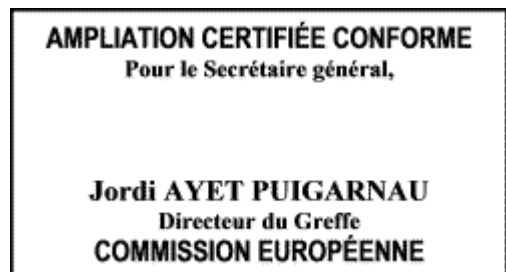 AMPLIATION CERTIFIÉE CONFORME
Pour le Secrétaire général,
Jordi AYET PUIGARNAU
Directeur du Greffe
COMMISSION EUROPÉENNE